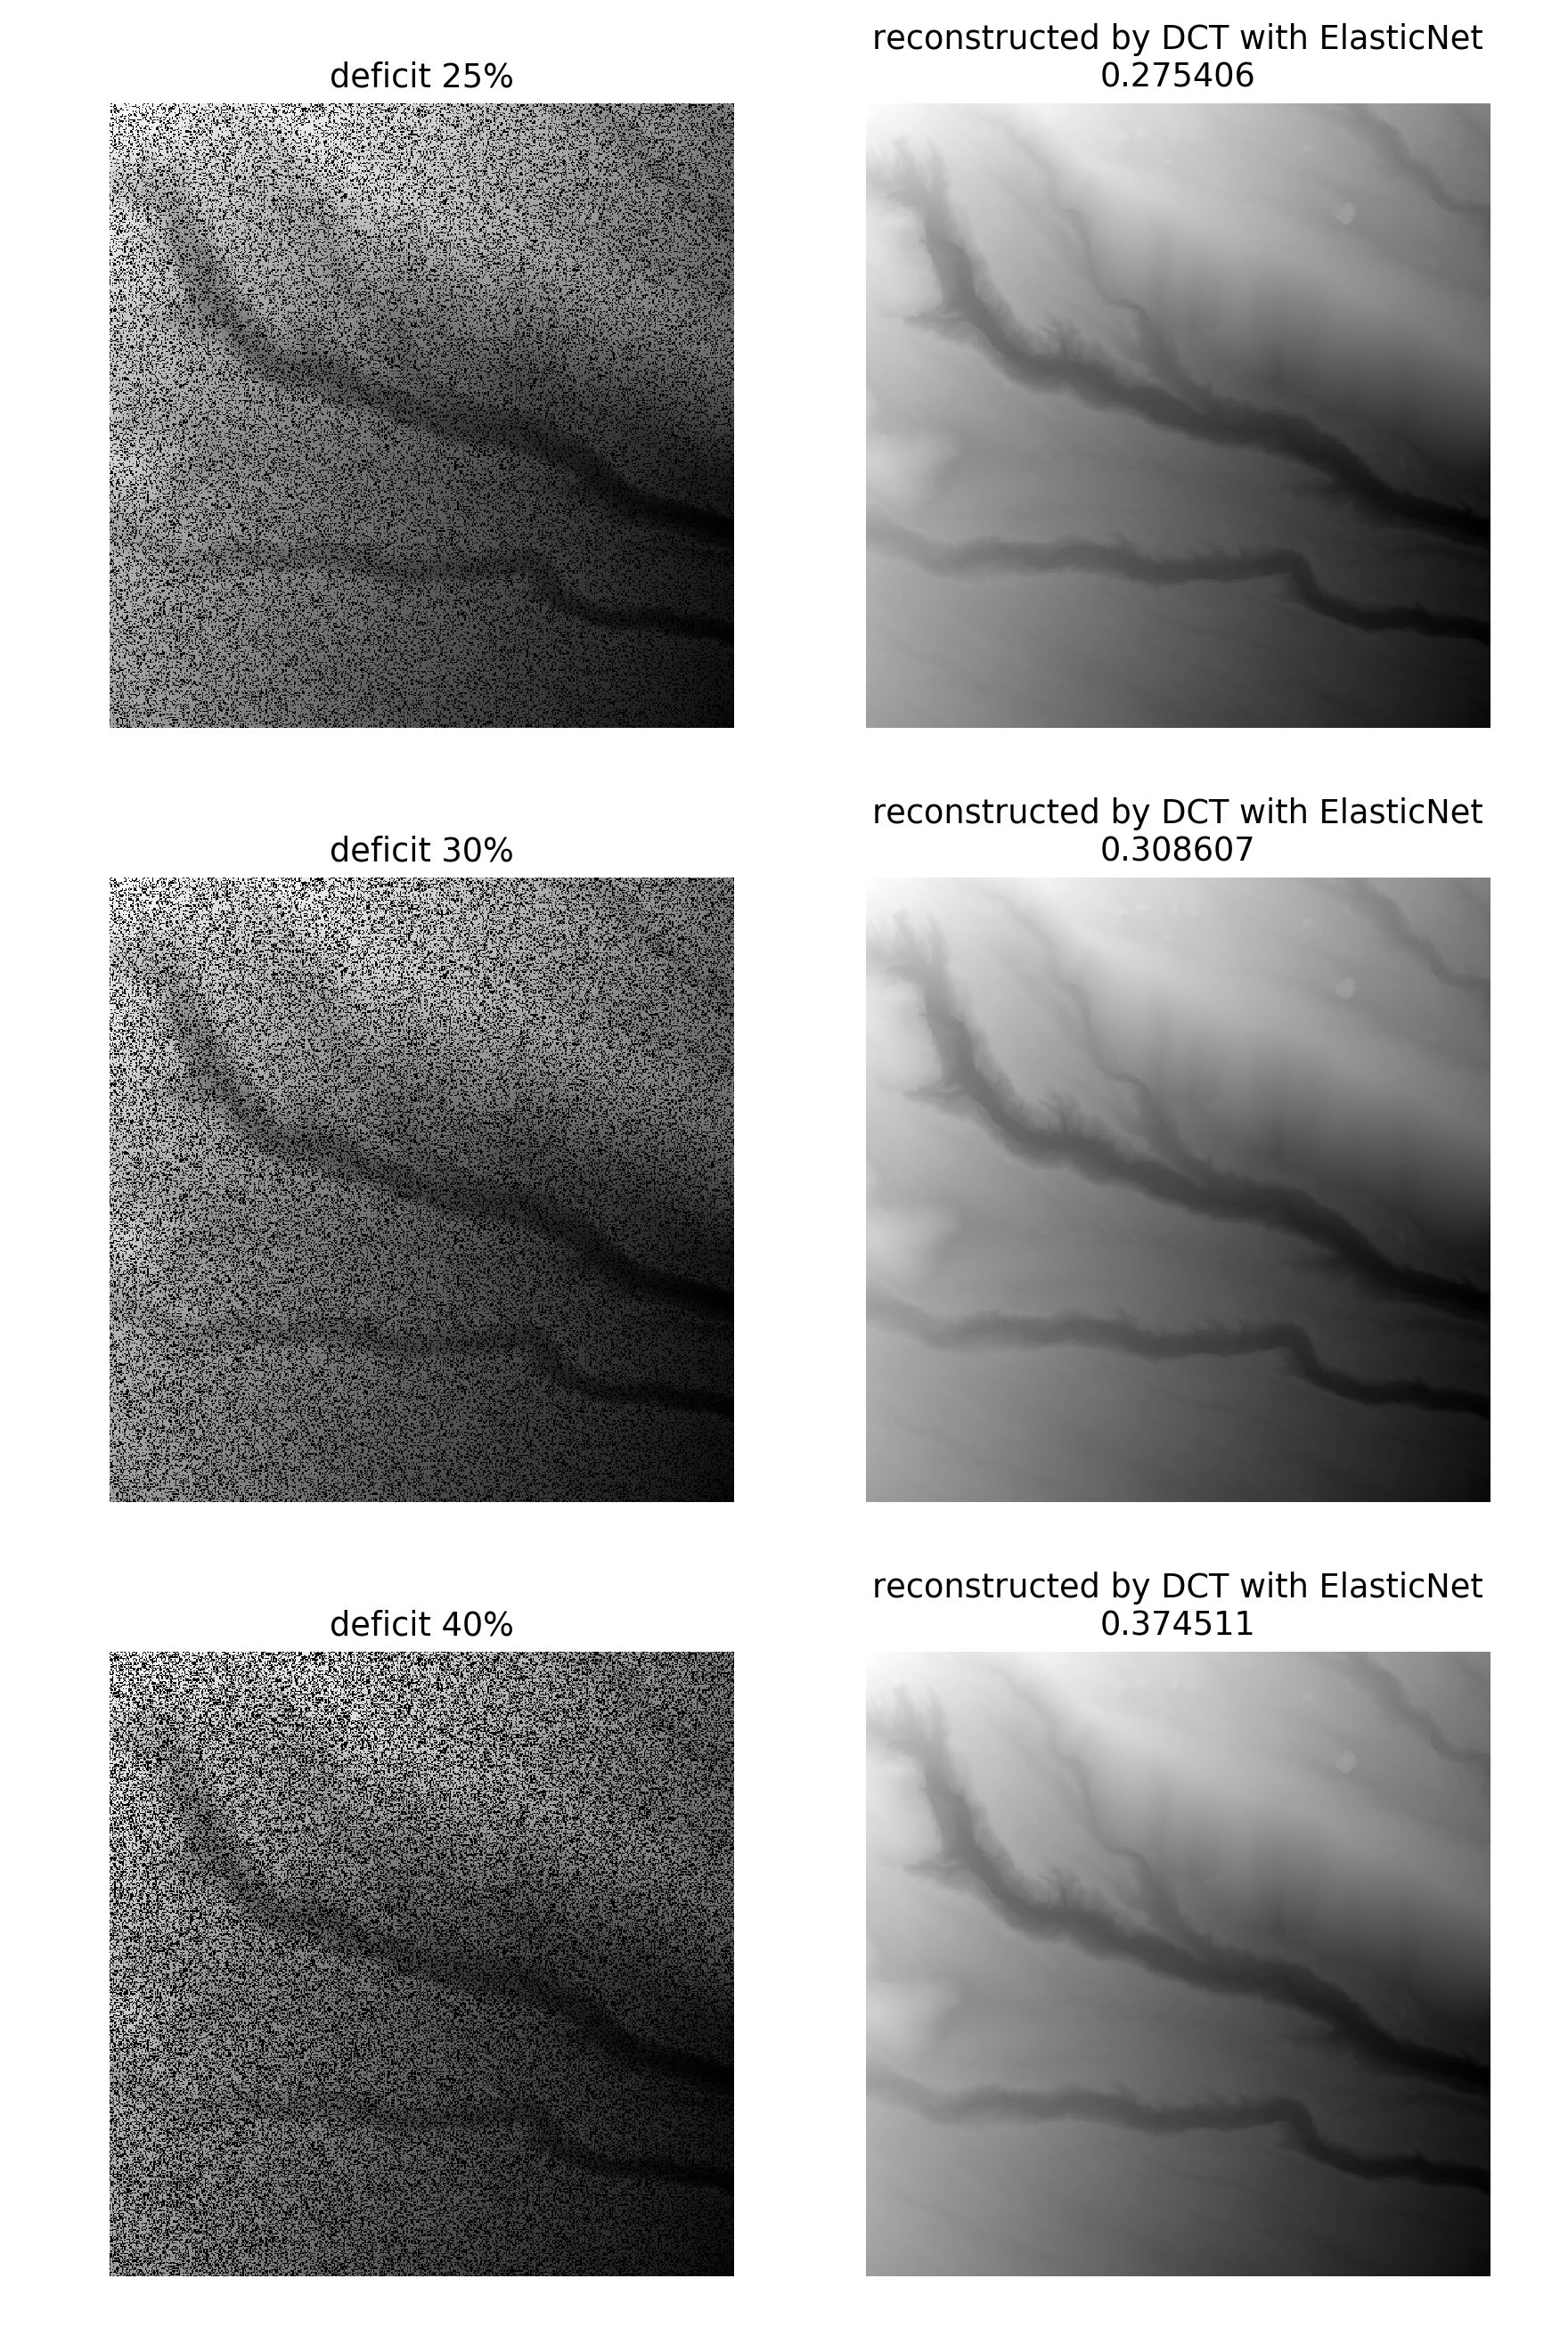 deficit 25%
reconstructed by DCT with ElasticNet
0.275406
deficit 30%
reconstructed by DCT with ElasticNet
0.308607
deficit 40%
reconstructed by DCT with ElasticNet
0.374511